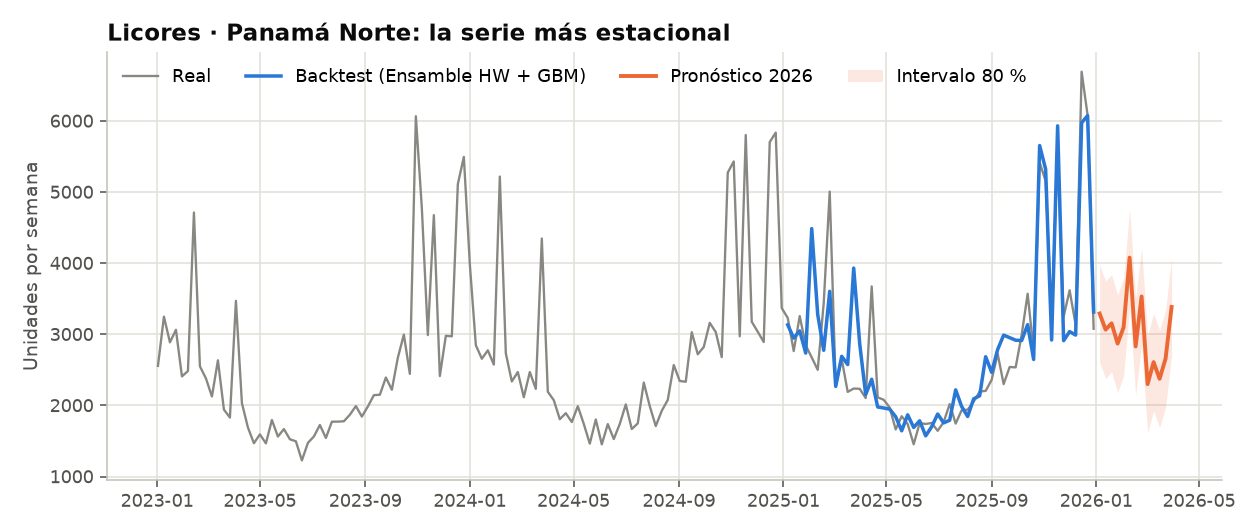 Licores · Panamá Norte: la serie más estacional
Real
Backtest (Ensamble HW + GBM)
Pronóstico 2026
Intervalo 80 %
Unidades por semana
6000
5000
4000
3000
2000
1000
2023-01
2023-05
2023-09
2024-01
2024-05
2024-09
2025-01
2025-05
2025-09
2026-01
2026-05